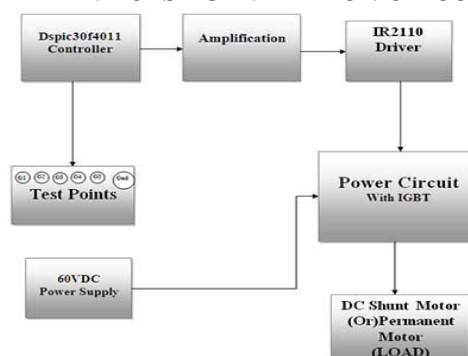 Dspic30f4011
Controller
Amplification
IR2110
Driver
G1 G2 G3 G4 G5 Gnd
Test Points
Power Circuit
With IGBT
60VDC
Power Supply
DC Shunt Motor
(Or)Permanent
Motor
(LOAD)